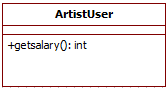 ArtistUser
+getsalary(): int